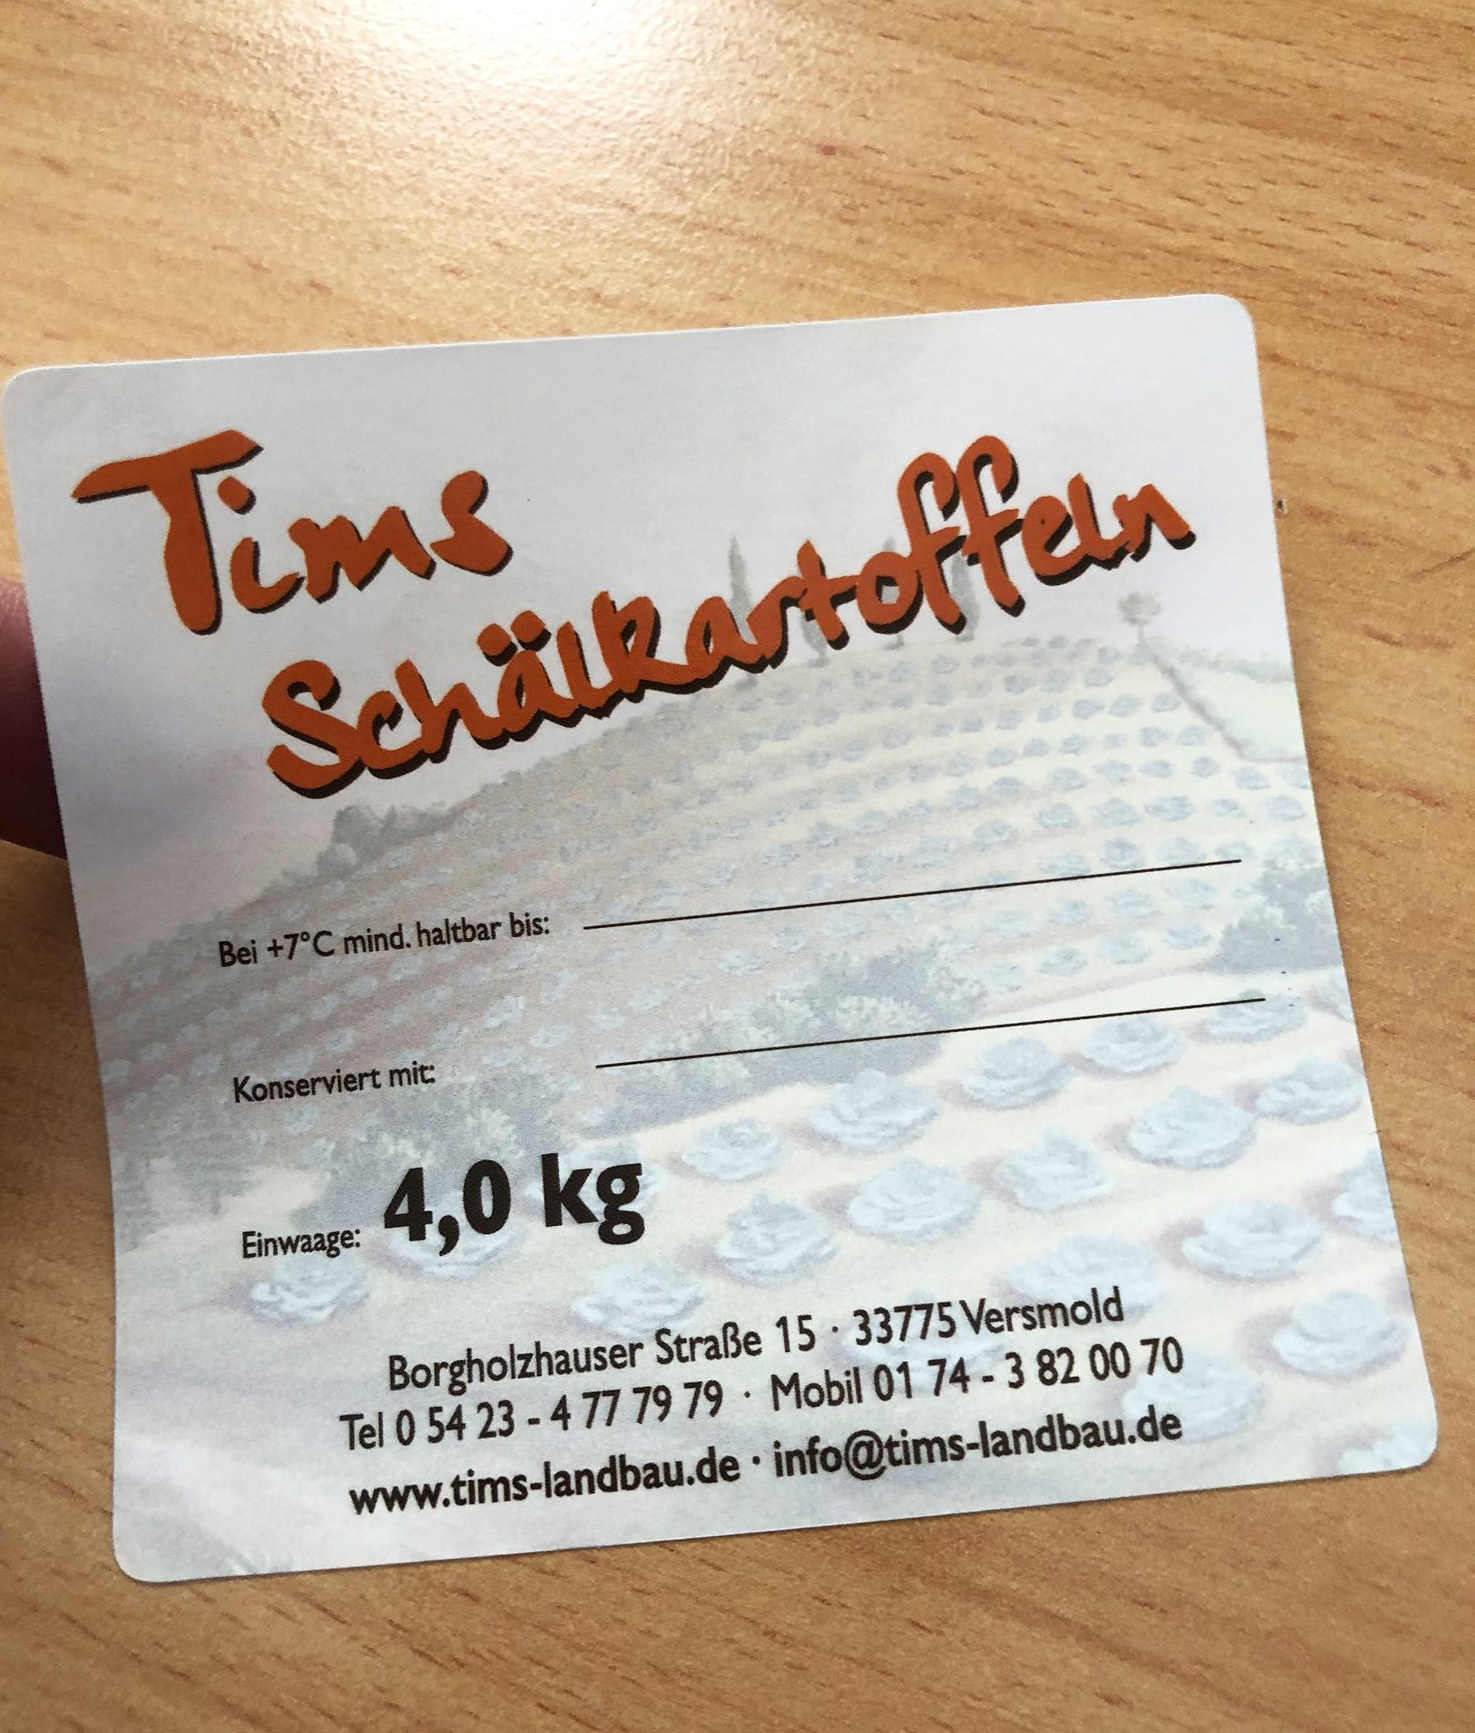 Tims
Schälkartoffeln
Bei +7°C mind. haltbar bis:
Konserviert mit:
Einwaage: 4,0 kg
Borgholzhauser Straße 15 · 33775 Versmold
Tel 0 54 23 - 4 77 79 79 · Mobil 01 74 - 3 82 00 70
www.tims-landbau.de · info@tims-landbau.de